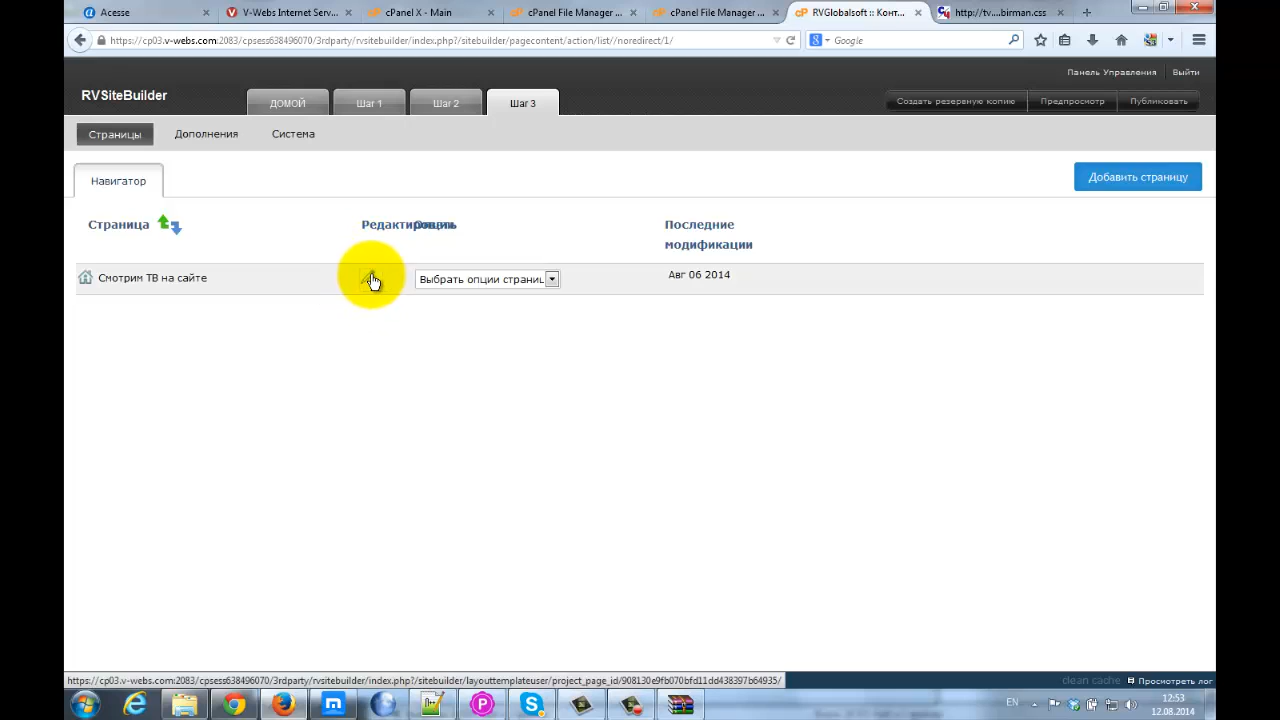 Acesse
V-Webs Internet Serv...
cPanel X - Main
cPanel File Manager ...
cPanel File Manager ...
RVGlobalsoft :: Конт...
http://tv....birman.css
https://cp03.v-webs.com:2083/cpsess638496070/3rdparty/rvsitebuilder/index.php?/sitebuilder/pagecontent/action/list//noredirect/1/
Google
Панель Управления
Выйти
RVSiteBuilder
ДОМОЙ
Шаг 1
Шаг 2
Шаг 3
Создать резервную копию
Предпросмотр
Публиковать
Страницы
Дополнения
Система
Навигатор
Добавить страницу
Страница
Последние
модификации
Смотрим ТВ на сайте
Выбрать опции страниц
Авг 06 2014
https://cp03.v-webs.com:2083/cpsess638496070/3rdparty/rvsitebuilder/index.php?/sitebuilder/layouttemplateuser/project_page_id/908130e9fb070bfd11dd438397b64935/
clean cache
Просмотреть лог
EN
12:53
12.08.2014